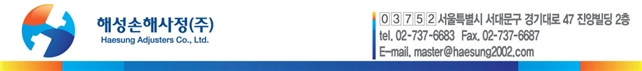 해성손해사정(주)
Haesung Adjusters Co., Ltd.
03752 서울특별시 서대문구 경기대로 47 진양빌딩 2층
tel. 02-737-6683 Fax. 02-737-6687
E-mail. master@haesung2002.com